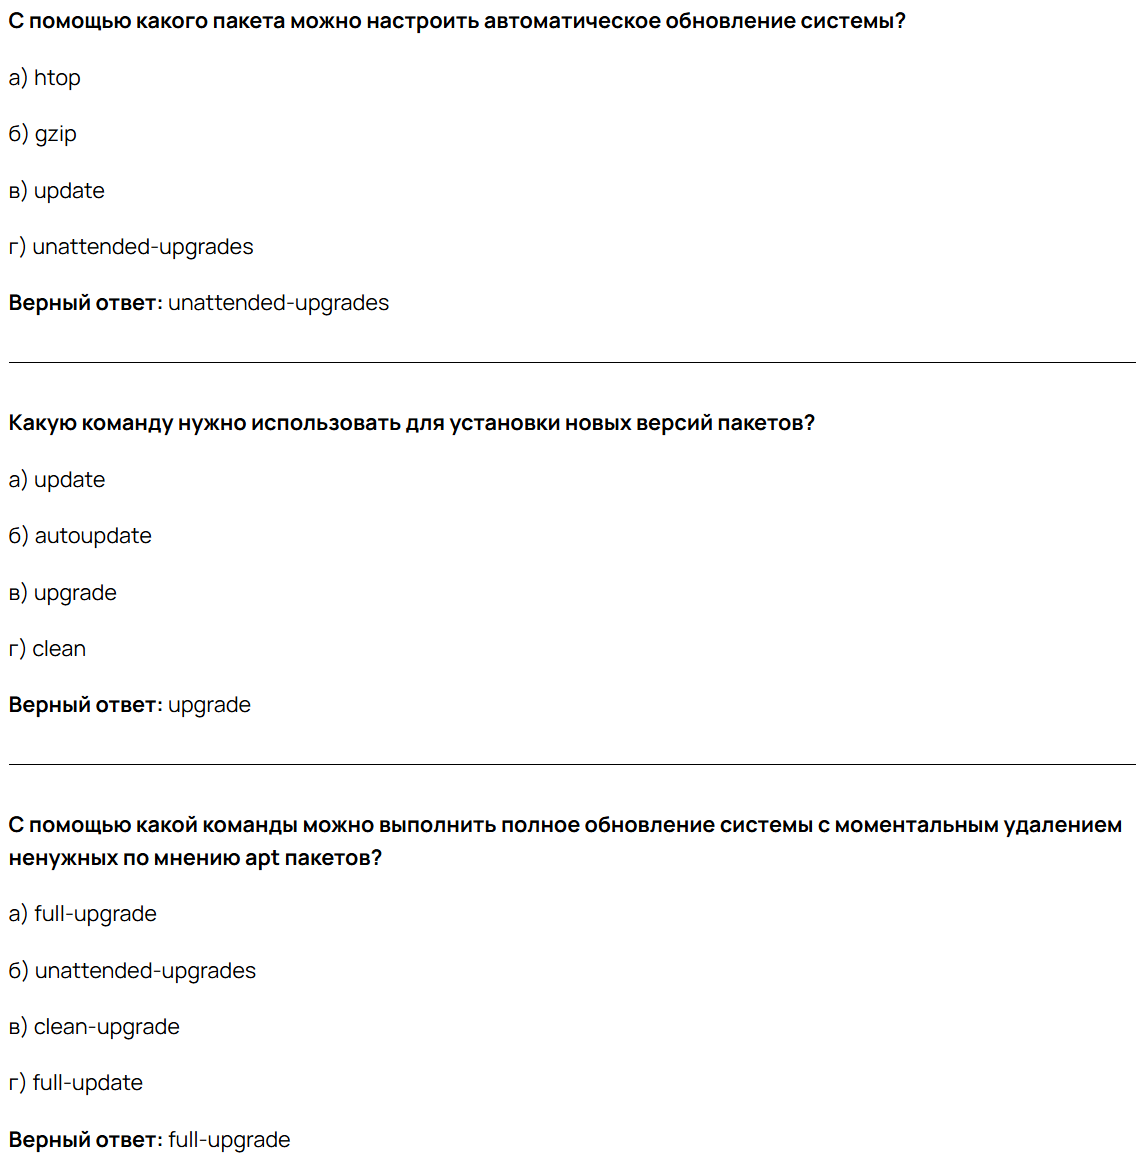 С помощью какого пакета можно настроить автоматическое обновление системы?
а) htop
б) gzip
в) update
г) unattended-upgrades
Верный ответ: unattended-upgrades
Какую команду нужно использовать для установки новых версий пакетов?
а) update
б) autoupdate
в) upgrade
г) clean
Верный ответ: upgrade
С помощью какой команды можно выполнить полное обновление системы с моментальным удалением
ненужных по мнению apt пакетов?
а) full-upgrade
б) unattended-upgrades
в) clean-upgrade
г) full-update
Верный ответ: full-upgrade